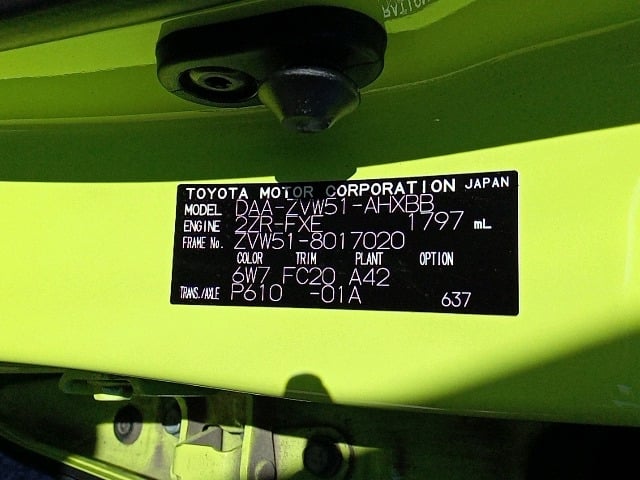 TOYOTA MOTOR CORPORATION JAPAN
MODEL DAA-ZVW51-AHXBB
ENGINE 2ZR-FXE 1797 mL
FRAME No. ZVW51-8017020
COLOR TRIM PLANT OPTION
6W7 FC20 A42
TRANS./AXLE P610 -01A 637